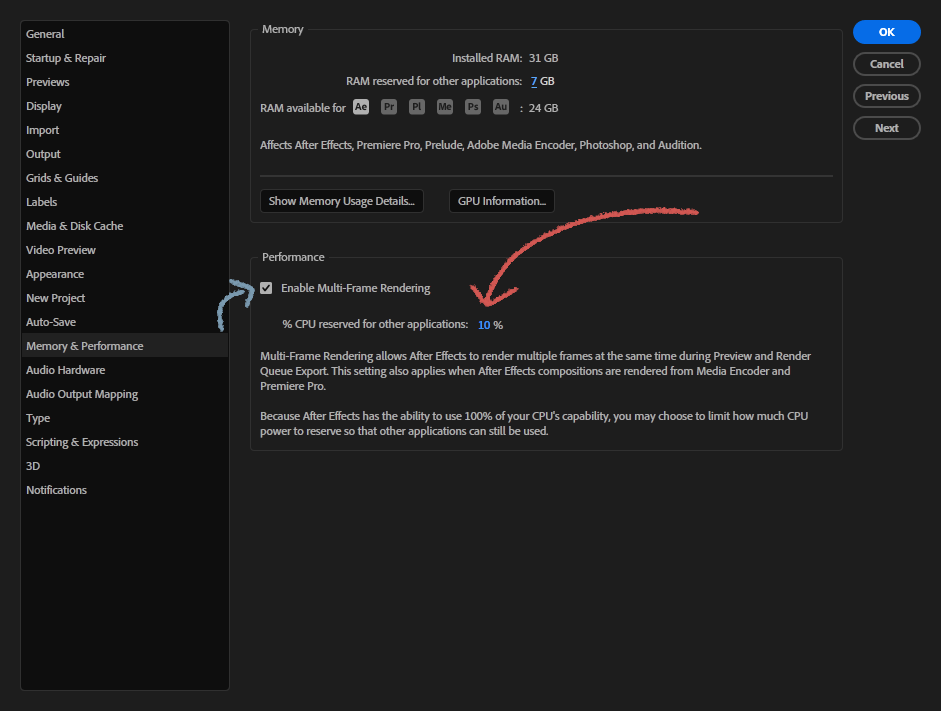 General
Startup & Repair
Previews
Display
Import
Output
Grids & Guides
Labels
Media & Disk Cache
Video Preview
Appearance
New Project
Auto-Save
Memory & Performance
Audio Hardware
Audio Output Mapping
Type
Scripting & Expressions
3D
Notifications
Memory
Installed RAM: 31 GB
RAM reserved for other applications: 7 GB
RAM available for Ae Pr Pl Me Ps Au : 24 GB
Affects After Effects, Premiere Pro, Prelude, Adobe Media Encoder, Photoshop, and Audition.
Show Memory Usage Details... GPU Information...
Performance
Enable Multi-Frame Rendering
% CPU reserved for other applications: 10 %
Multi-Frame Rendering allows After Effects to render multiple frames at the same time during Preview and Render
Queue Export. This setting also applies when After Effects compositions are rendered from Media Encoder and
Premiere Pro.
Because After Effects has the ability to use 100% of your CPU's capability, you may choose to limit how much CPU
power to reserve so that other applications can still be used.
OK
Cancel
Previous
Next